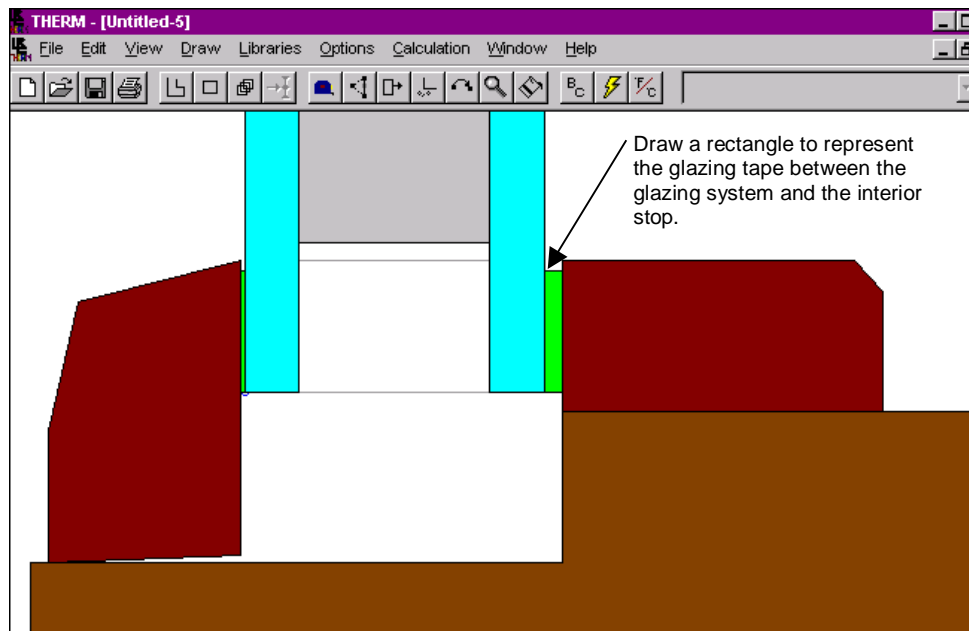 THERM - [Untitled-5]
File Edit View Draw Libraries Options Calculation Window Help
BC F/C
Draw a rectangle to represent
the glazing tape between the
glazing system and the interior
stop.